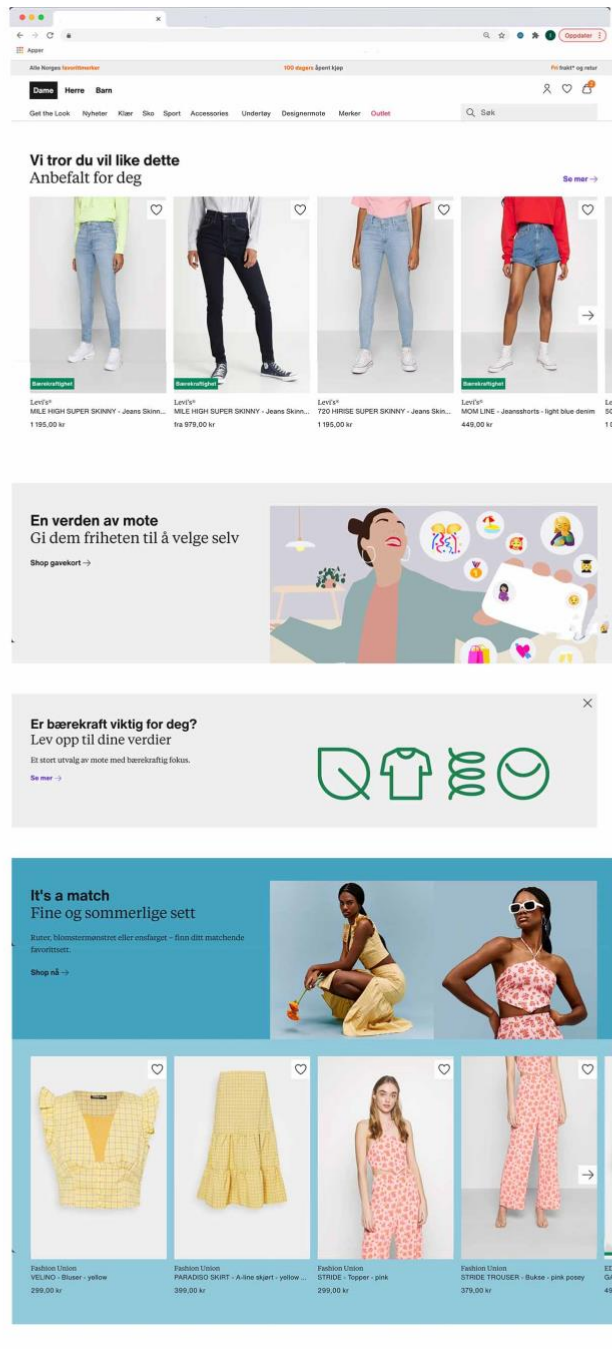 Oppdater
Apper
Alle Norges favorittmerker
100 dagers åpent kjøp
Fri frakt* og retur
Dame Herre Barn
2
Get the Look Nyheter Klær Sko Sport Accessories Undertøy Designermote Merker Outlet
Søk
Vi tror du vil like dette
Anbefalt for deg
Se mer →
Bærekraftighet
Bærekraftighet
Bærekraftighet
Levi's®
MILE HIGH SUPER SKINNY - Jeans Skinn...
1 195,00 kr
Levi's®
MILE HIGH SUPER SKINNY - Jeans Skinn...
fra 979,00 kr
Levi's®
720 HIRISE SUPER SKINNY - Jeans Skin...
1 195,00 kr
Levi's®
MOM LINE - Jeansshorts - light blue denim
449,00 kr
En verden av mote
Gi dem friheten til å velge selv
Shop gavekort →
Er bærekraft viktig for deg?
Lev opp til dine verdier
Et stort utvalg av mote med bærekraftig fokus.
Se mer →
It's a match
Fine og sommerlige sett
Ruter, blomstermønstret eller ensfarget – finn ditt matchende
favorittsett.
Shop nå →
Fashion Union
VELINO - Bluser - yellow
299,00 kr
Fashion Union
PARADISO SKIRT - A-line skjørt - yellow ...
399,00 kr
Fashion Union
STRIDE - Topper - pink
299,00 kr
Fashion Union
STRIDE TROUSER - Bukse - pink posey
379,00 kr